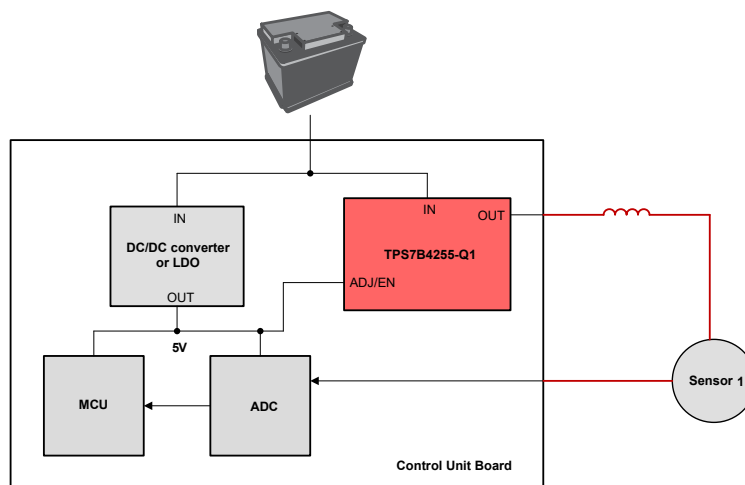 IN
IN
OUT
DC/DC converter
or LDO
TPS7B4255-Q1
ADJ/EN
OUT
5V
MCU
ADC
Sensor 1
Control Unit Board